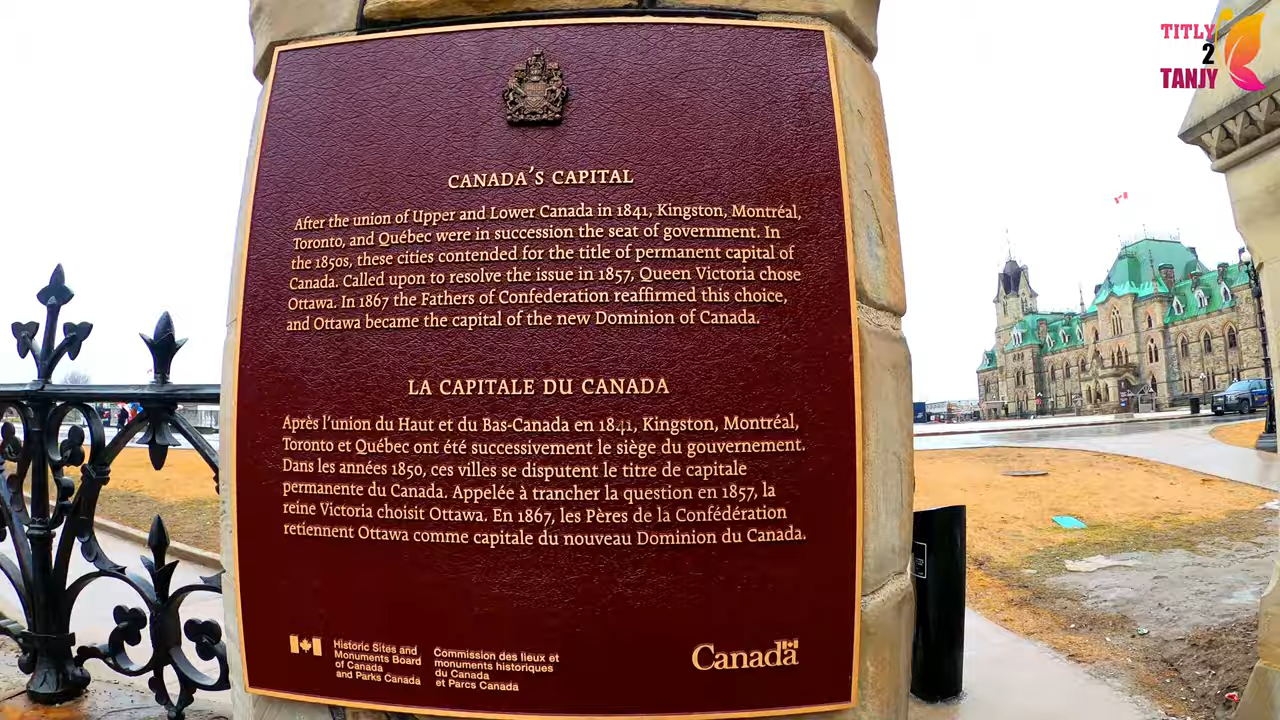 TITLY
2
TANJY
CANADA'S CAPITAL
After the union of Upper and Lower Canada in 1841, Kingston, Montréal,
Toronto, and Québec were in succession the seat of government. In
the 1850s, these cities contended for the title of permanent capital of
Canada. Called upon to resolve the issue in 1857, Queen Victoria chose
Ottawa. In 1867 the Fathers of Confederation reaffirmed this choice,
and Ottawa became the capital of the new Dominion of Canada.
LA CAPITALE DU CANADA
Après l'union du Haut et du Bas-Canada en 1841, Kingston, Montréal,
Toronto et Québec ont été successivement le siège du gouvernement.
Dans les années 1850, ces villes se disputent le titre de capitale
permanente du Canada. Appelée à trancher la question en 1857, la
reine Victoria choisit Ottawa. En 1867, les Pères de la Confédération
retiennent Ottawa comme capitale du nouveau Dominion du Canada.
Historic Sites and
Monuments Board
of Canada
and Parks Canada
Commission des lieux et
monuments historiques
du Canada
et Parcs Canada
Canada